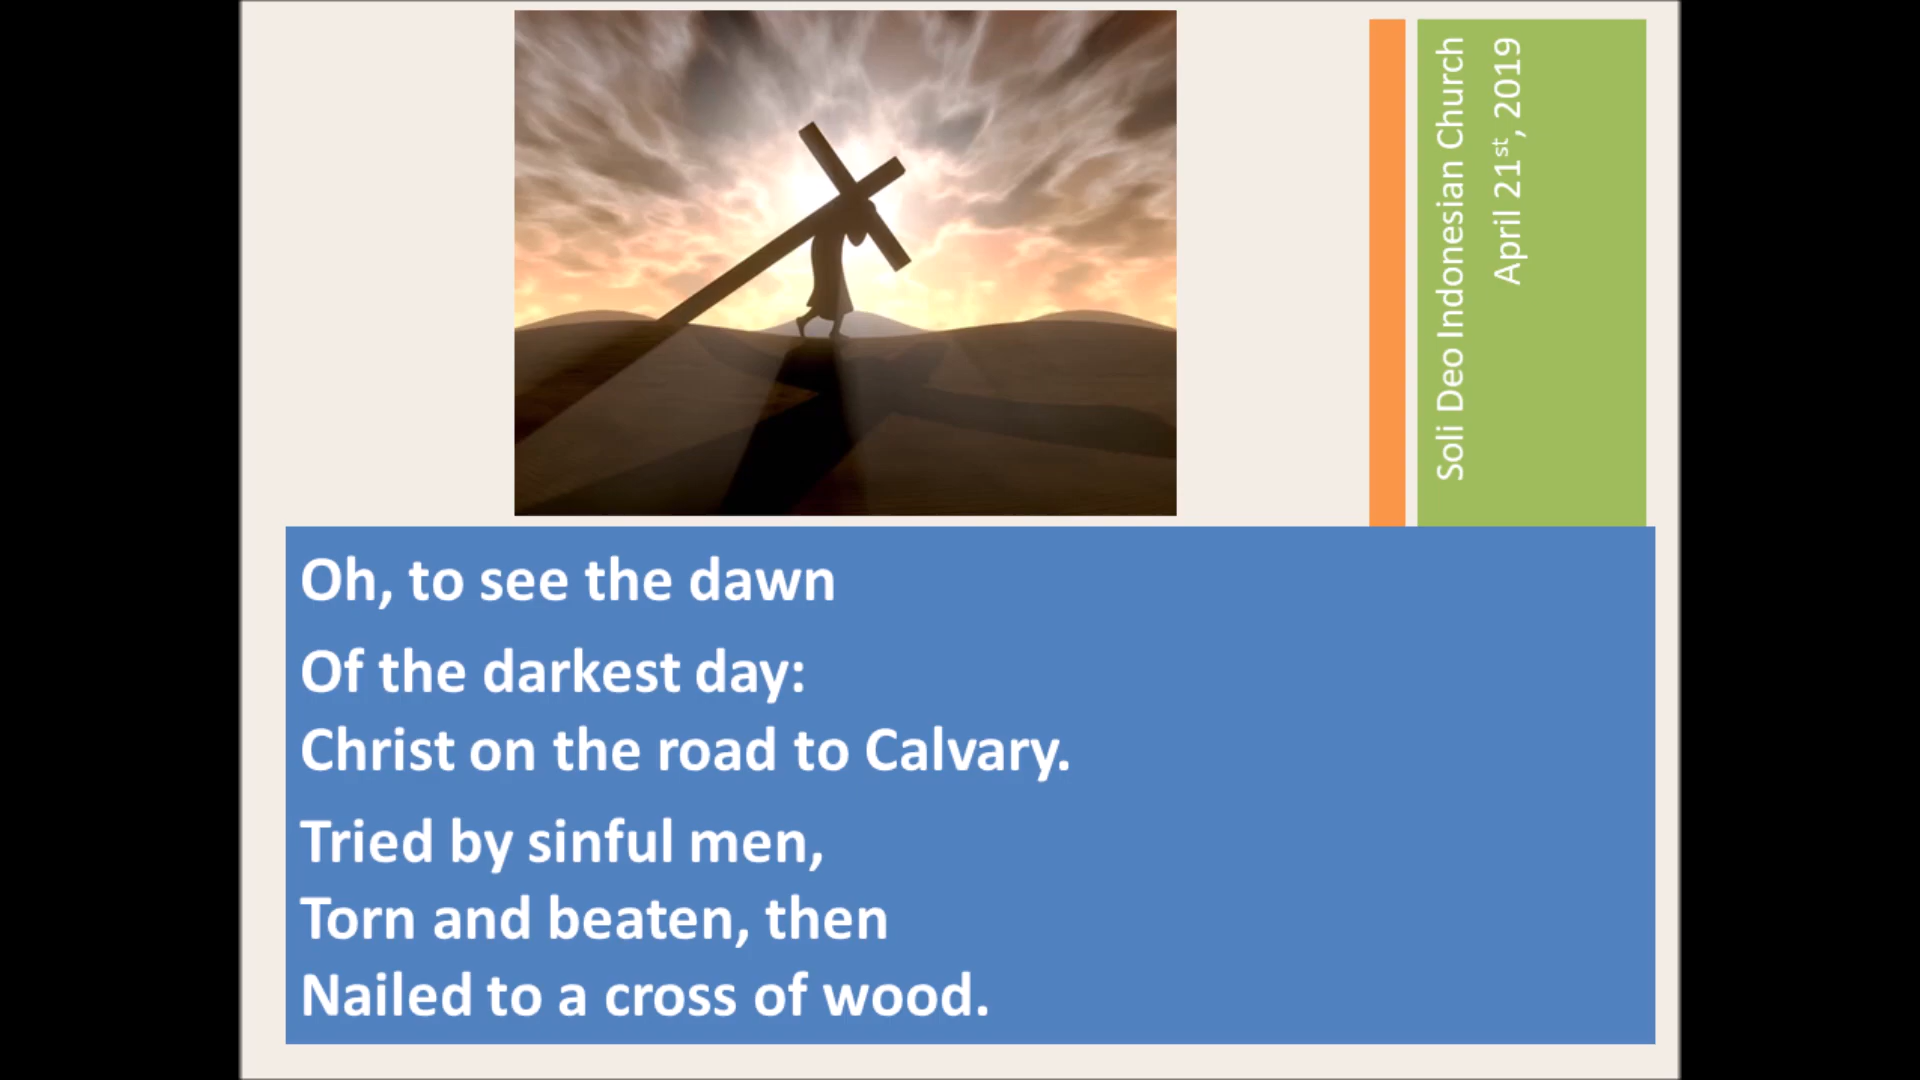 Soli Deo Indonesian Church
April 21st, 2019
Oh, to see the dawn
Of the darkest day:
Christ on the road to Calvary.
Tried by sinful men,
Torn and beaten, then
Nailed to a cross of wood.